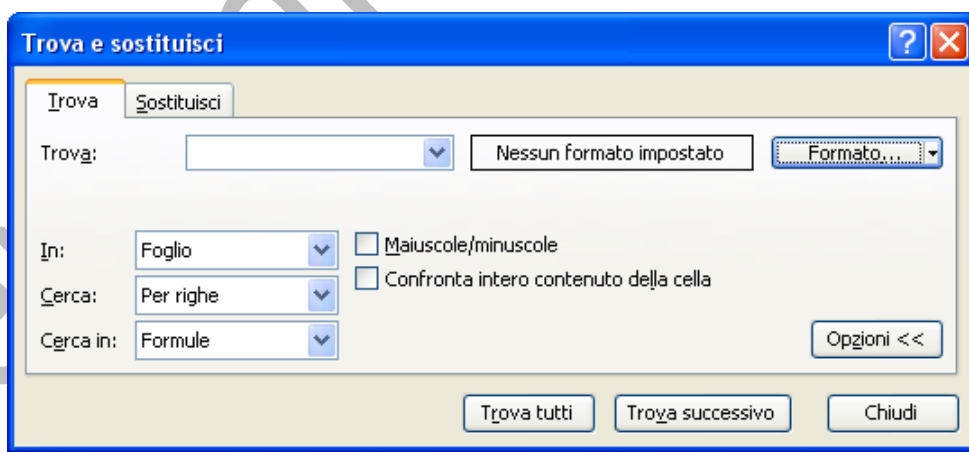 Trova e sostituisci
Trova Sostituisci
Trova: Nessun formato impostato Formato...
In: Foglio Maiuscole/minuscole
Confronta intero contenuto della cella
Cerca: Per righe
Cerca in: Formule Opzioni <<
Trova tutti Trova successivo Chiudi